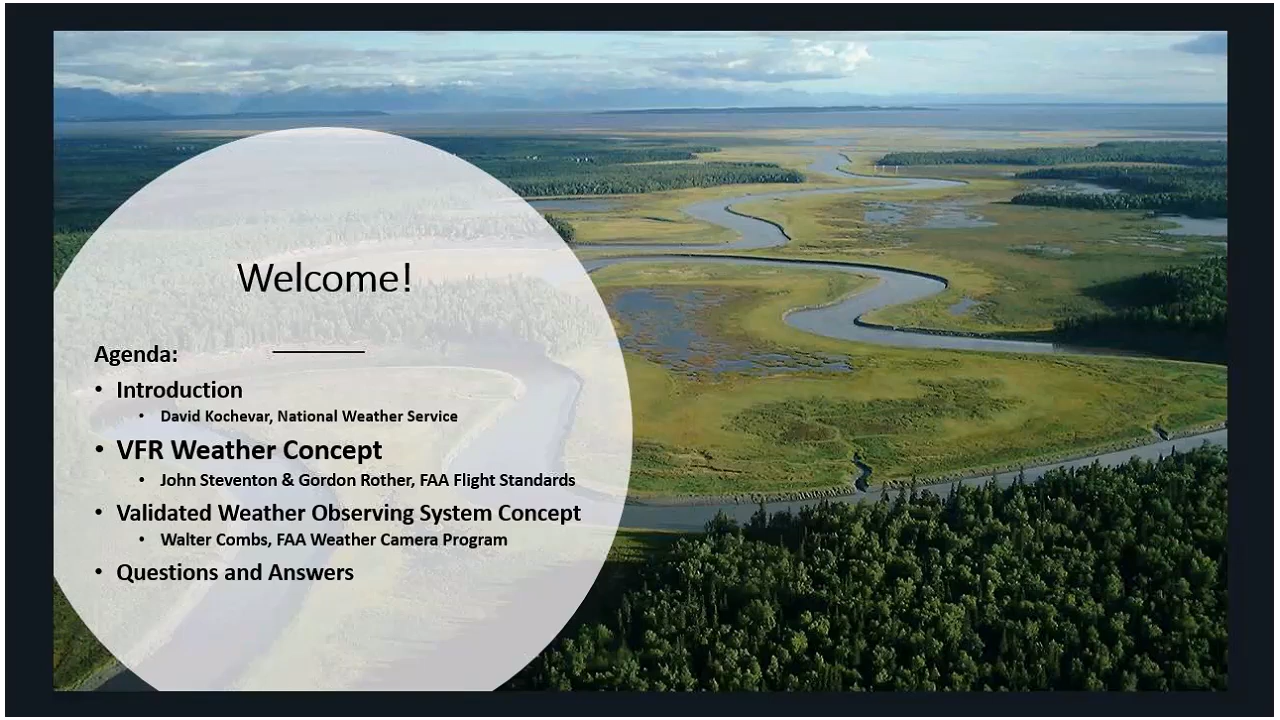 Welcome!
Agenda:
• Introduction
• David Kochevar, National Weather Service
• VFR Weather Concept
• John Steventon & Gordon Rother, FAA Flight Standards
• Validated Weather Observing System Concept
• Walter Combs, FAA Weather Camera Program
• Questions and Answers